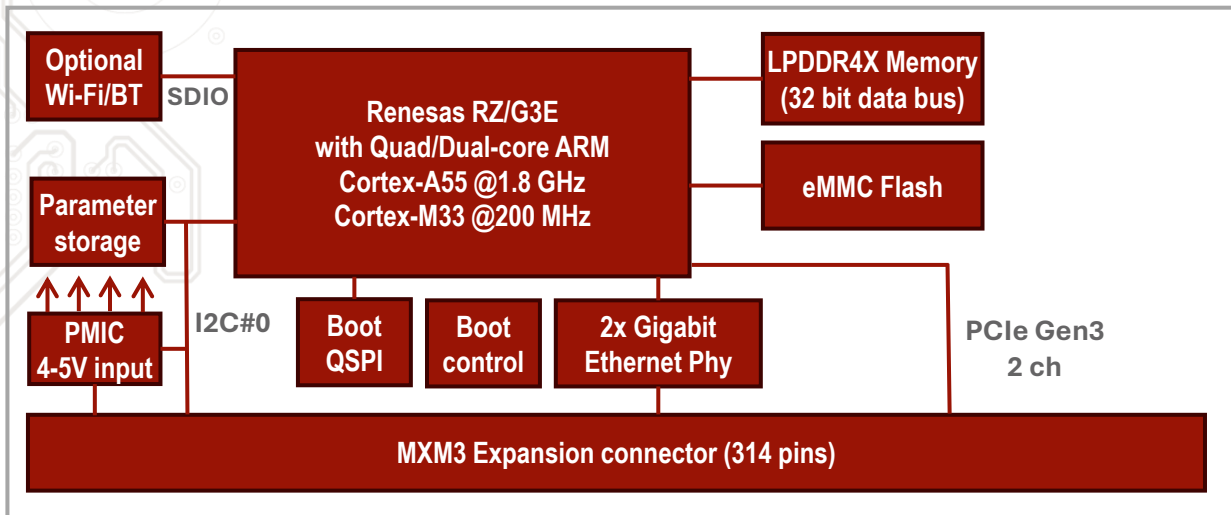 Optional
Wi-Fi/BT
SDIO
Renesas RZ/G3E
with Quad/Dual-core ARM
Cortex-A55 @1.8 GHz
Cortex-M33 @200 MHz
LPDDR4X Memory
(32 bit data bus)
eMMC Flash
Parameter
storage
I2C#0
PMIC
4-5V input
Boot
QSPI
Boot
control
2x Gigabit
Ethernet Phy
PCIe Gen3
2 ch
MXM3 Expansion connector (314 pins)